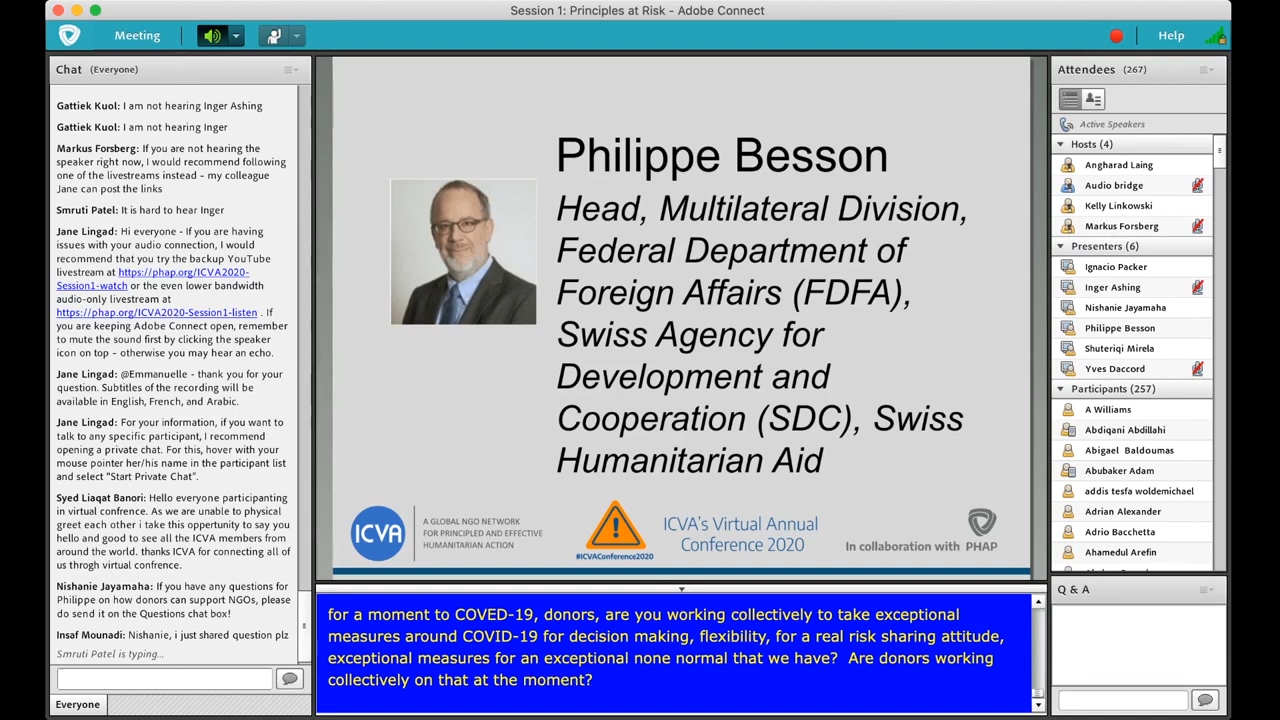 Session 1: Principles at Risk - Adobe Connect
Meeting
Help
Chat (Everyone)
Gattiek Kuol: I am not hearing Inger Ashing
Gattiek Kuol: I am not hearing Inger
Markus Forsberg: If you are not hearing the
speaker right now, I would recommend following
one of the livestreams instead - my colleague
Jane can post the links
Smruti Patel: It is hard to hear Inger
Jane Lingad: Hi everyone - If you are having
issues with your audio connection, I would
recommend that you try the backup YouTube
livestream at https://phap.org/ICVA2020-
Session1-watch or the even lower bandwidth
audio-only livestream at
https://phap.org/ICVA2020-Session1-listen . If
you are keeping Adobe Connect open, remember
to mute the sound first by clicking the speaker
icon on top - otherwise you may hear an echo.
Jane Lingad: @Emmanuelle - thank you for your
question. Subtitles of the recording will be
available in English, French, and Arabic.
Jane Lingad: For your information, if you want to
talk to any specific participant, I recommend
opening a private chat. For this, hover with your
mouse pointer her/his name in the participant list
and select "Start Private Chat".
Syed Liaqat Banori: Hello everyone participating
in virtual confrence. As we are unable to physical
greet each other i take this opportunity to say you
hello and good to see all the ICVA members from
around the world. thanks ICVA for connecting all of
us throgh virtual confence.
Nishanie Jayamaha: If you have any questions for
Philippe on how donors can support NGOs, please
do send it on the Questions chat box!
Insaf Mounadi: Nishanie, i just shared question plz
Smruti Patel is typing...
Everyone
Philippe Besson
Head, Multilateral Division,
Federal Department of
Foreign Affairs (FDFA),
Swiss Agency for
Development and
Cooperation (SDC), Swiss
Humanitarian Aid
ICVA
A GLOBAL NGO NETWORK
FOR PRINCIPLED AND EFFECTIVE
HUMANITARIAN ACTION
#ICVAConference2020
ICVA's Virtual Annual
Conference 2020
In collaboration with PHAP
for a moment to COVED-19, donors, are you working collectively to take exceptional
measures around COVID-19 for decision making, flexibility, for a real risk sharing attitude,
exceptional measures for an exceptional none normal that we have?  Are donors working
collectively on that at the moment?
Attendees (267)
Active Speakers
Hosts (4)
Angharad Laing
Audio bridge
Kelly Linkowski
Markus Forsberg
Presenters (6)
Ignacio Packer
Inger Ashing
Nishanie Jayamaha
Philippe Besson
Shuteriqi Mirela
Yves Daccord
Participants (257)
A Williams
Abdiqani Abdillahi
Abigael Baldoumas
Abubaker Adam
addis tesfa woldemichael
Adrian Alexander
Adrio Bacchetta
Ahamedul Arefin
Q & A